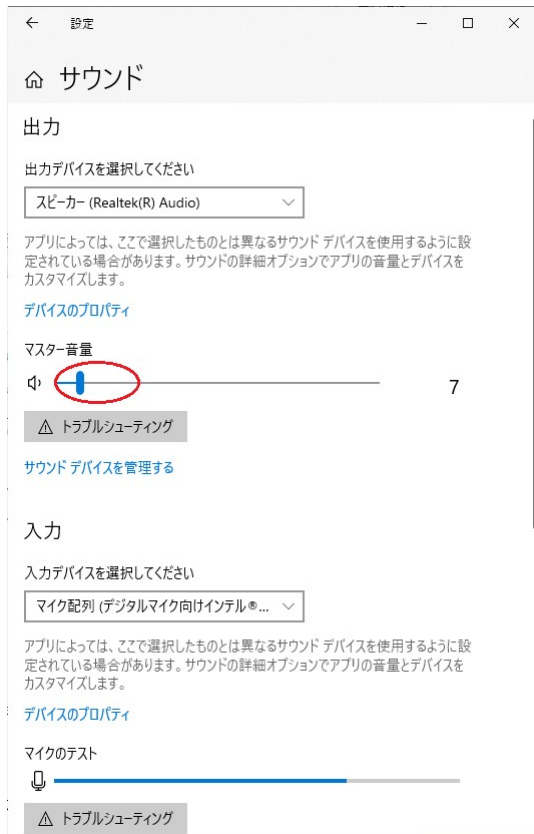 設定
サウンド
出力
出力デバイスを選択してください
スピーカー (Realtek(R) Audio)
アプリによっては、ここで選択したものとは異なるサウンド デバイスを使用するように設
定されている場合があります。サウンドの詳細オプションでアプリの音量とデバイスを
カスタマイズします。
デバイスのプロパティ
マスター音量
7
トラブルシューティング
サウンド デバイスを管理する
入力
入力デバイスを選択してください
マイク配列 (デジタルマイク向けインテル®...
アプリによっては、ここで選択したものとは異なるサウンド デバイスを使用するように設
定されている場合があります。サウンドの詳細オプションでアプリの音量とデバイスを
カスタマイズします。
デバイスのプロパティ
マイクのテスト
トラブルシューティング